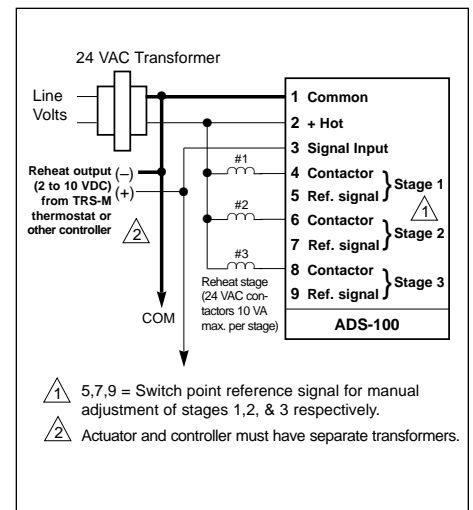 24 VAC Transformer
Line
Volts
1 Common
2 + Hot
3 Signal Input
4 Contactor
5 Ref. signal
Stage 1
1
6 Contactor
7 Ref. signal
Stage 2
8 Contactor
9 Ref. signal
Stage 3
ADS-100
Reheat output (–)
(2 to 10 VDC) (+)
from TRS-M
thermostat or
other controller
2
#1
#2
#3
Reheat stage
(24 VAC con-
tactors 10 VA
max. per stage)
COM
1 5,7,9 = Switch point reference signal for manual
adjustment of stages 1,2, & 3 respectively.
2 Actuator and controller must have separate transformers.